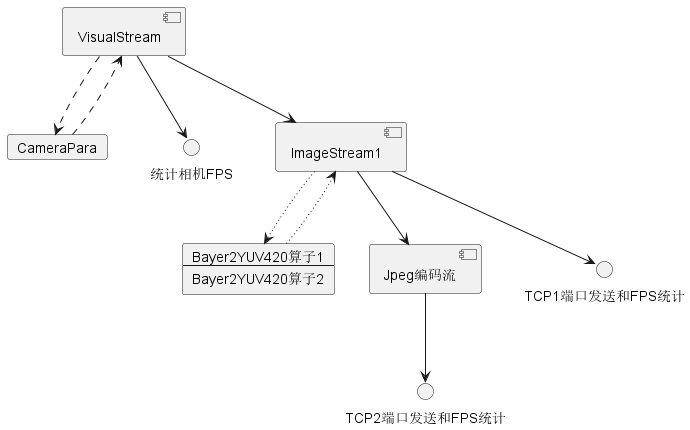 VisualStream
CameraPara
统计相机FPS
ImageStream1
Bayer2YUV420算子1
Bayer2YUV420算子2
Jpeg编码流
TCP1端口发送和FPS统计
TCP2端口发送和FPS统计